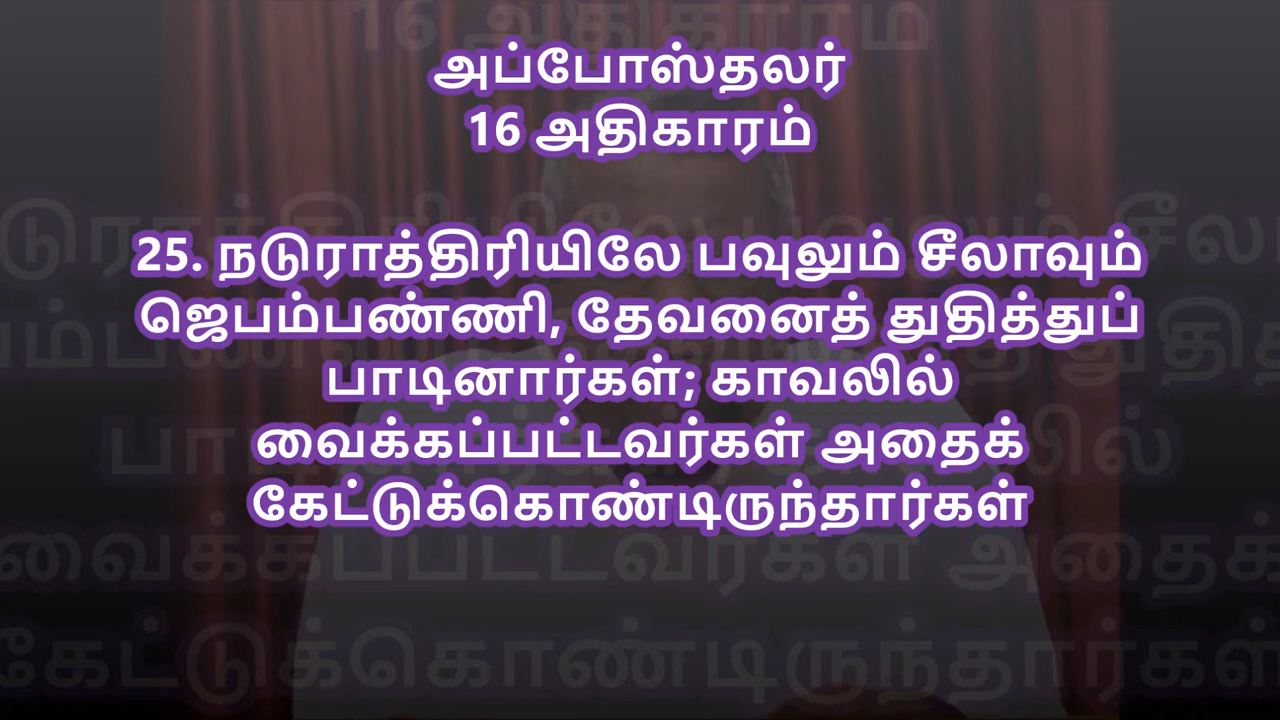 அப்போஸ்தலர்
16 அதிகாரம்
25. நடுராத்திரியிலே பவுலும் சீலாவும்
ஜெபம்பண்ணி, தேவனைத் துதித்துப்
பாடினார்கள்; காவலில்
வைக்கப்பட்டவர்கள் அதைக்
கேட்டுக்கொண்டிருந்தார்கள்